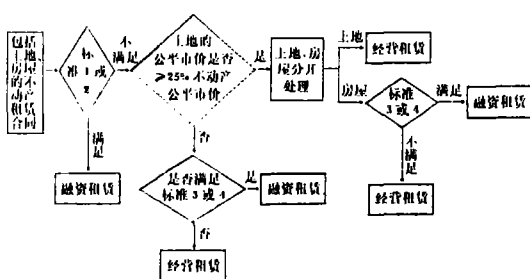 包括
土地、
房屋
的不
动产
租赁
合同
标
准 1 或
2
不
满足
满
足
融资租赁
土地的
公平市价是否
≥25%不动产
公平市价
是
否
土地、房
屋分开
处理
土地
经营租赁
房屋
标准
3 或 4
满足
融资租赁
不
满
足
经营租赁
是否满足
标准 3 或 4
是
融资租赁
否
经营租赁